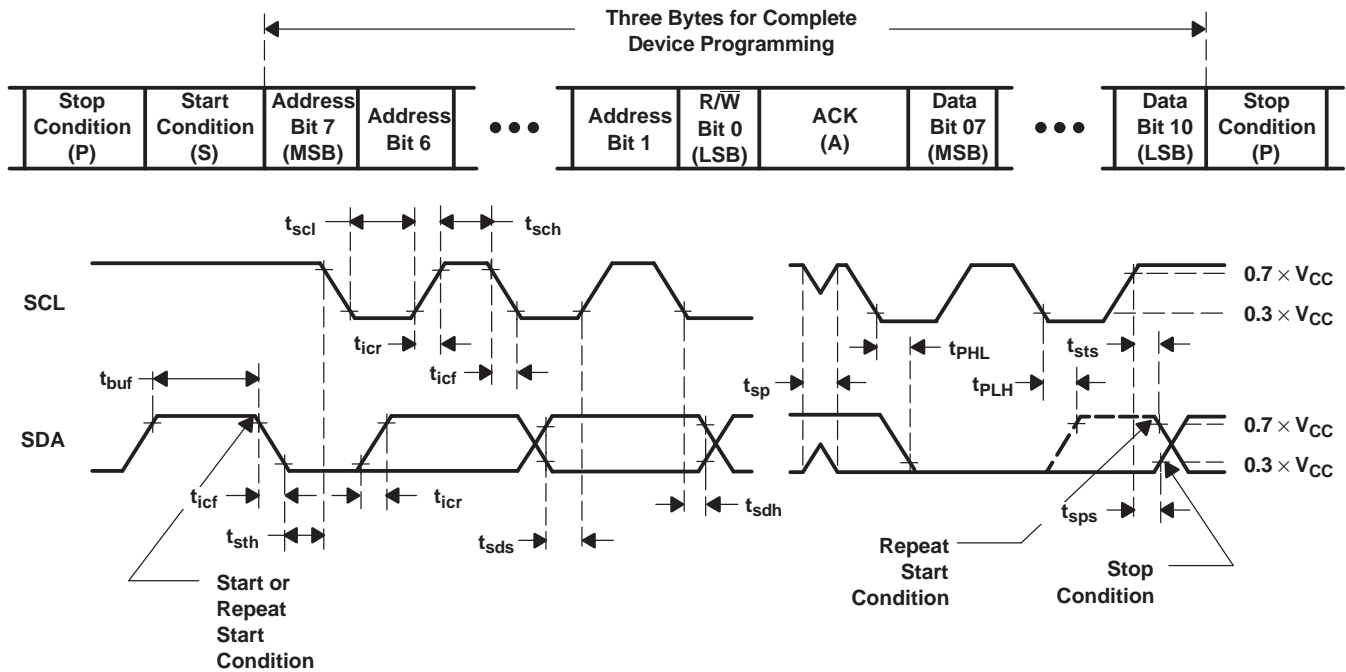 Three Bytes for Complete
Device Programming
Stop
Condition
(P)
Start
Condition
(S)
Address
Bit 7
(MSB)
Address
Bit 6
•••
Address
Bit 1
R/W̅
Bit 0
(LSB)
ACK
(A)
Data
Bit 07
(MSB)
•••
Data
Bit 10
(LSB)
Stop
Condition
(P)
tscl
tsch
SCL
0.7 × VCC
0.3 × VCC
ticr
ticf
tPHL
tsts
tbuf
tsp
tPLH
SDA
0.7 × VCC
0.3 × VCC
ticf
ticr
tsdh
tsth
tsds
tsps
Start or
Repeat
Start
Condition
Repeat
Start
Condition
Stop
Condition